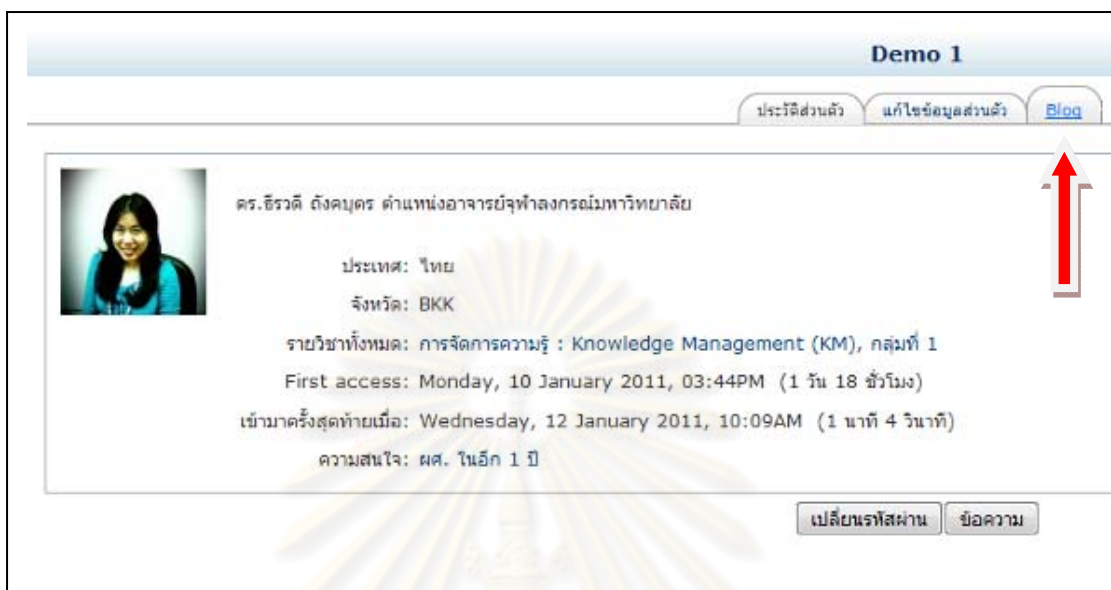 Demo 1
ประวัติส่วนตัว แก้ไขข้อมูลส่วนตัว Blog
ดร.ธีรวดี ถังคบุตร ตำแหน่งอาจารย์จุฬาลงกรณ์มหาวิทยาลัย
ประเทศ: ไทย
จังหวัด: BKK
รายวิชาทั้งหมด: การจัดการความรู้ : Knowledge Management (KM), กลุ่มที่ 1
First access: Monday, 10 January 2011, 03:44PM (1 วัน 18 ชั่วโมง)
เข้ามาครั้งสุดท้ายเมื่อ: Wednesday, 12 January 2011, 10:09AM (1 นาที 4 วินาที)
ความสนใจ: ผศ. ในอีก 1 ปี
เปลี่ยนรหัสผ่าน ข้อความ